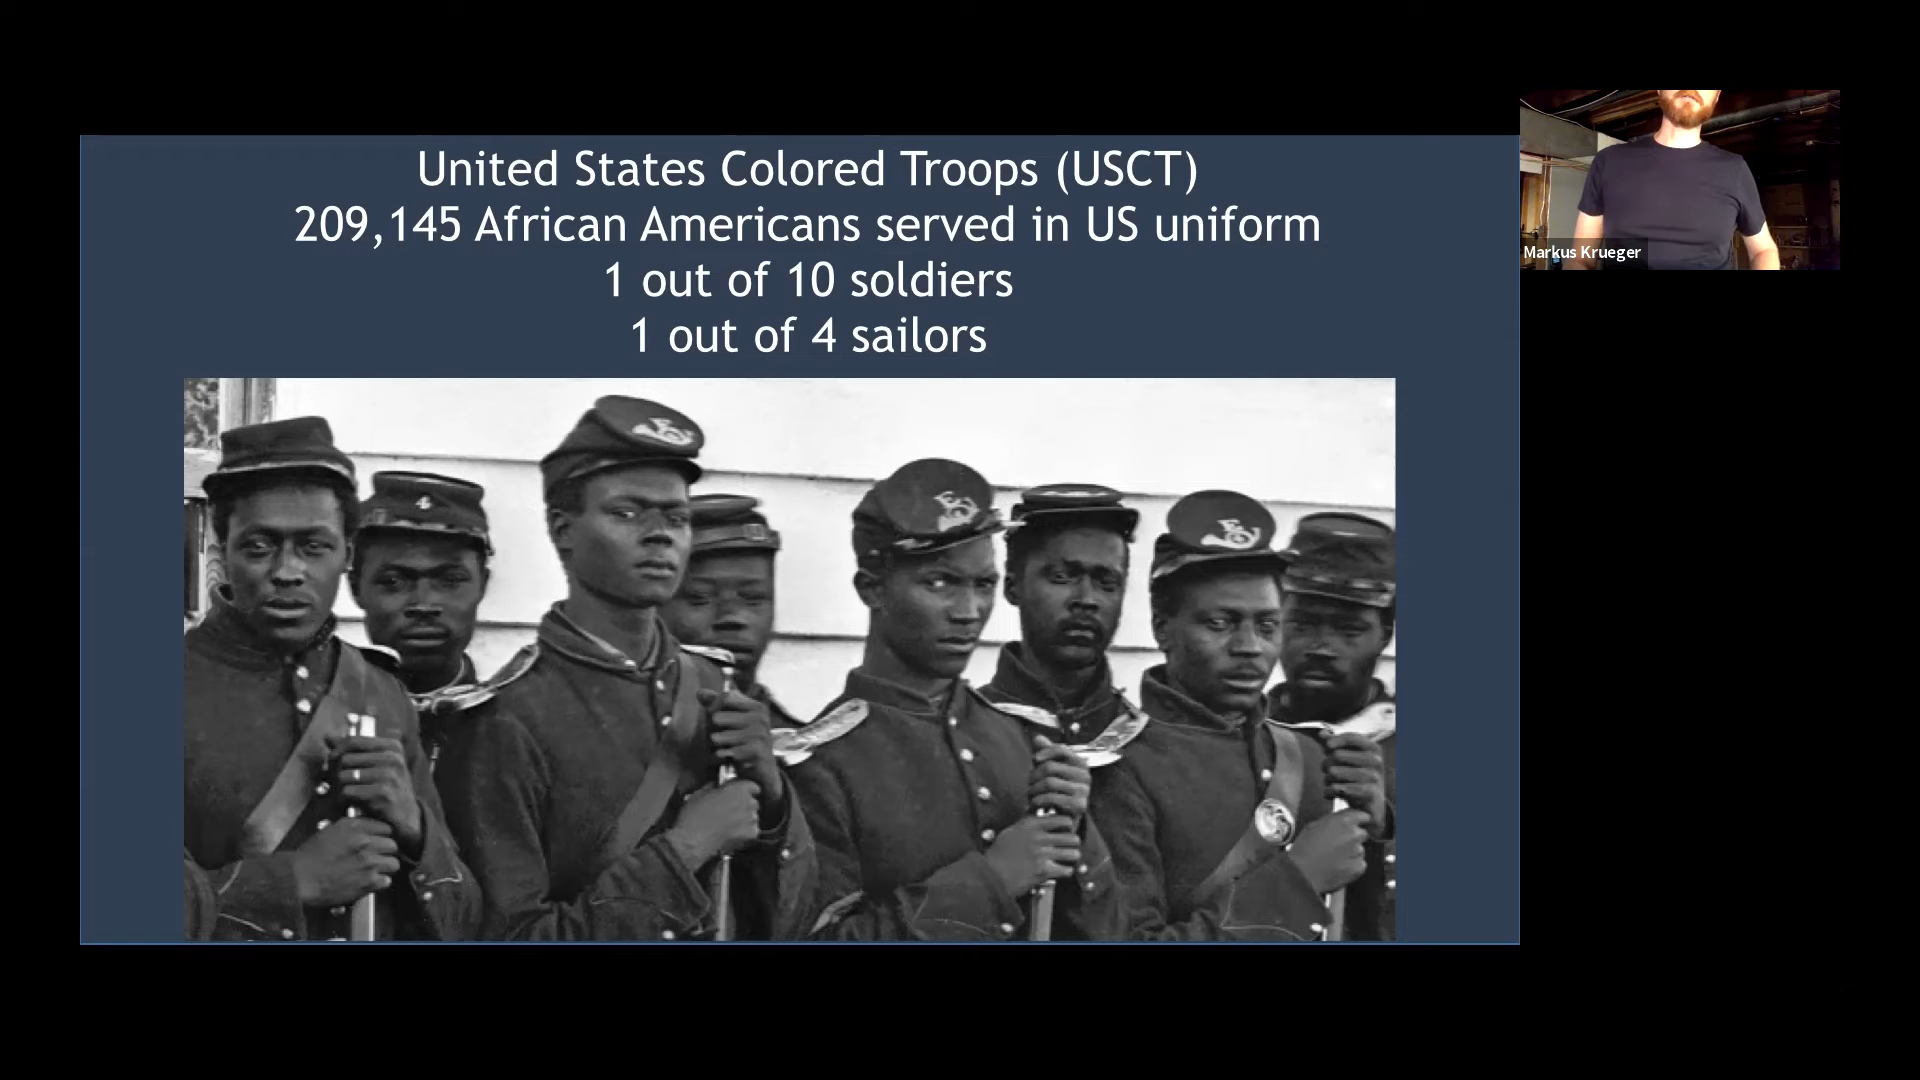 United States Colored Troops (USCT)
209,145 African Americans served in US uniform
1 out of 10 soldiers
1 out of 4 sailors
Markus Krueger